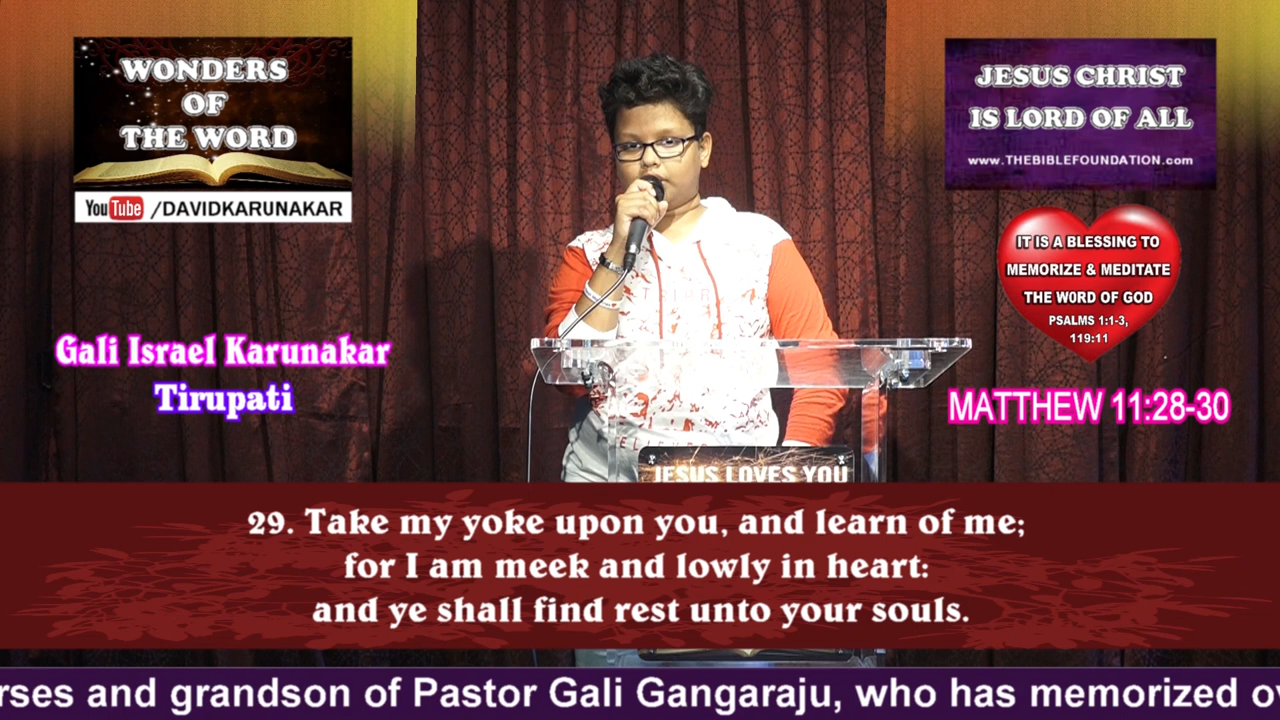 WONDERS
OF
THE WORD
YouTube /DAVIDKARUNAKAR
JESUS CHRIST
IS LORD OF ALL
www.THEBIBLEFOUNDATION.com
IT IS A BLESSING TO
MEMORIZE & MEDITATE
THE WORD OF GOD
PSALMS 1:1-3,
119:11
Gali Israel Karunakar
Tirupati
MATTHEW 11:28-30
JESUS LOVES YOU
29. Take my yoke upon you, and learn of me;
for I am meek and lowly in heart:
and ye shall find rest unto your souls.
rses and grandson of Pastor Gali Gangaraju, who has memorized ov